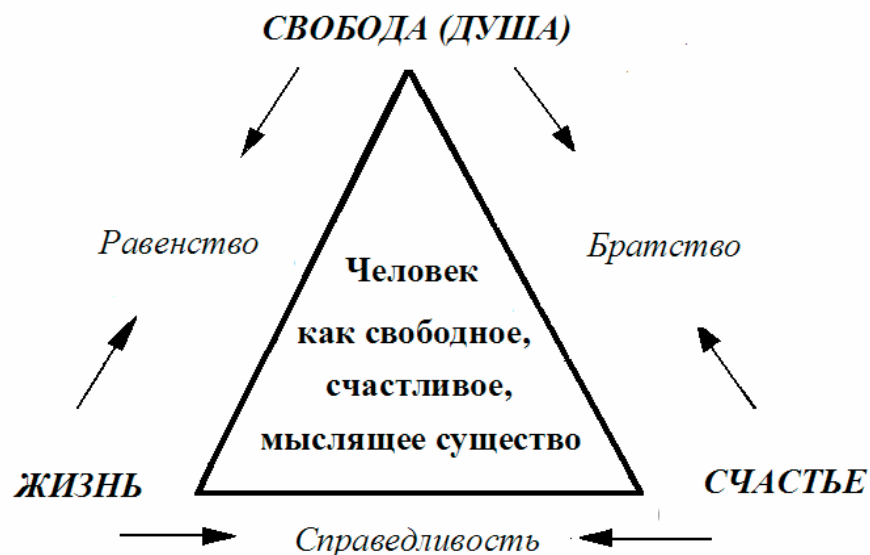 СВОБОДА (ДУША)
Равенство
Братство
Человек
как свободное,
счастливое,
мыслящее существо
ЖИЗНЬ
СЧАСТЬЕ
Справедливость